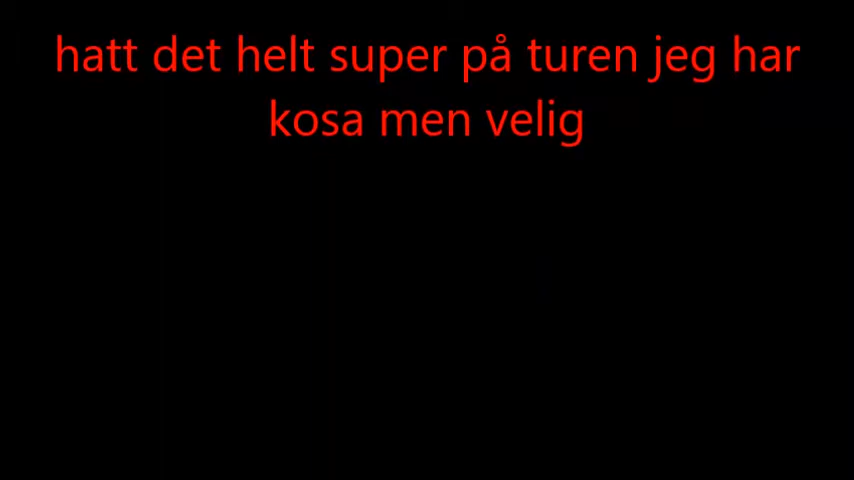 hatt det helt super på turen jeg har
kosa men velig